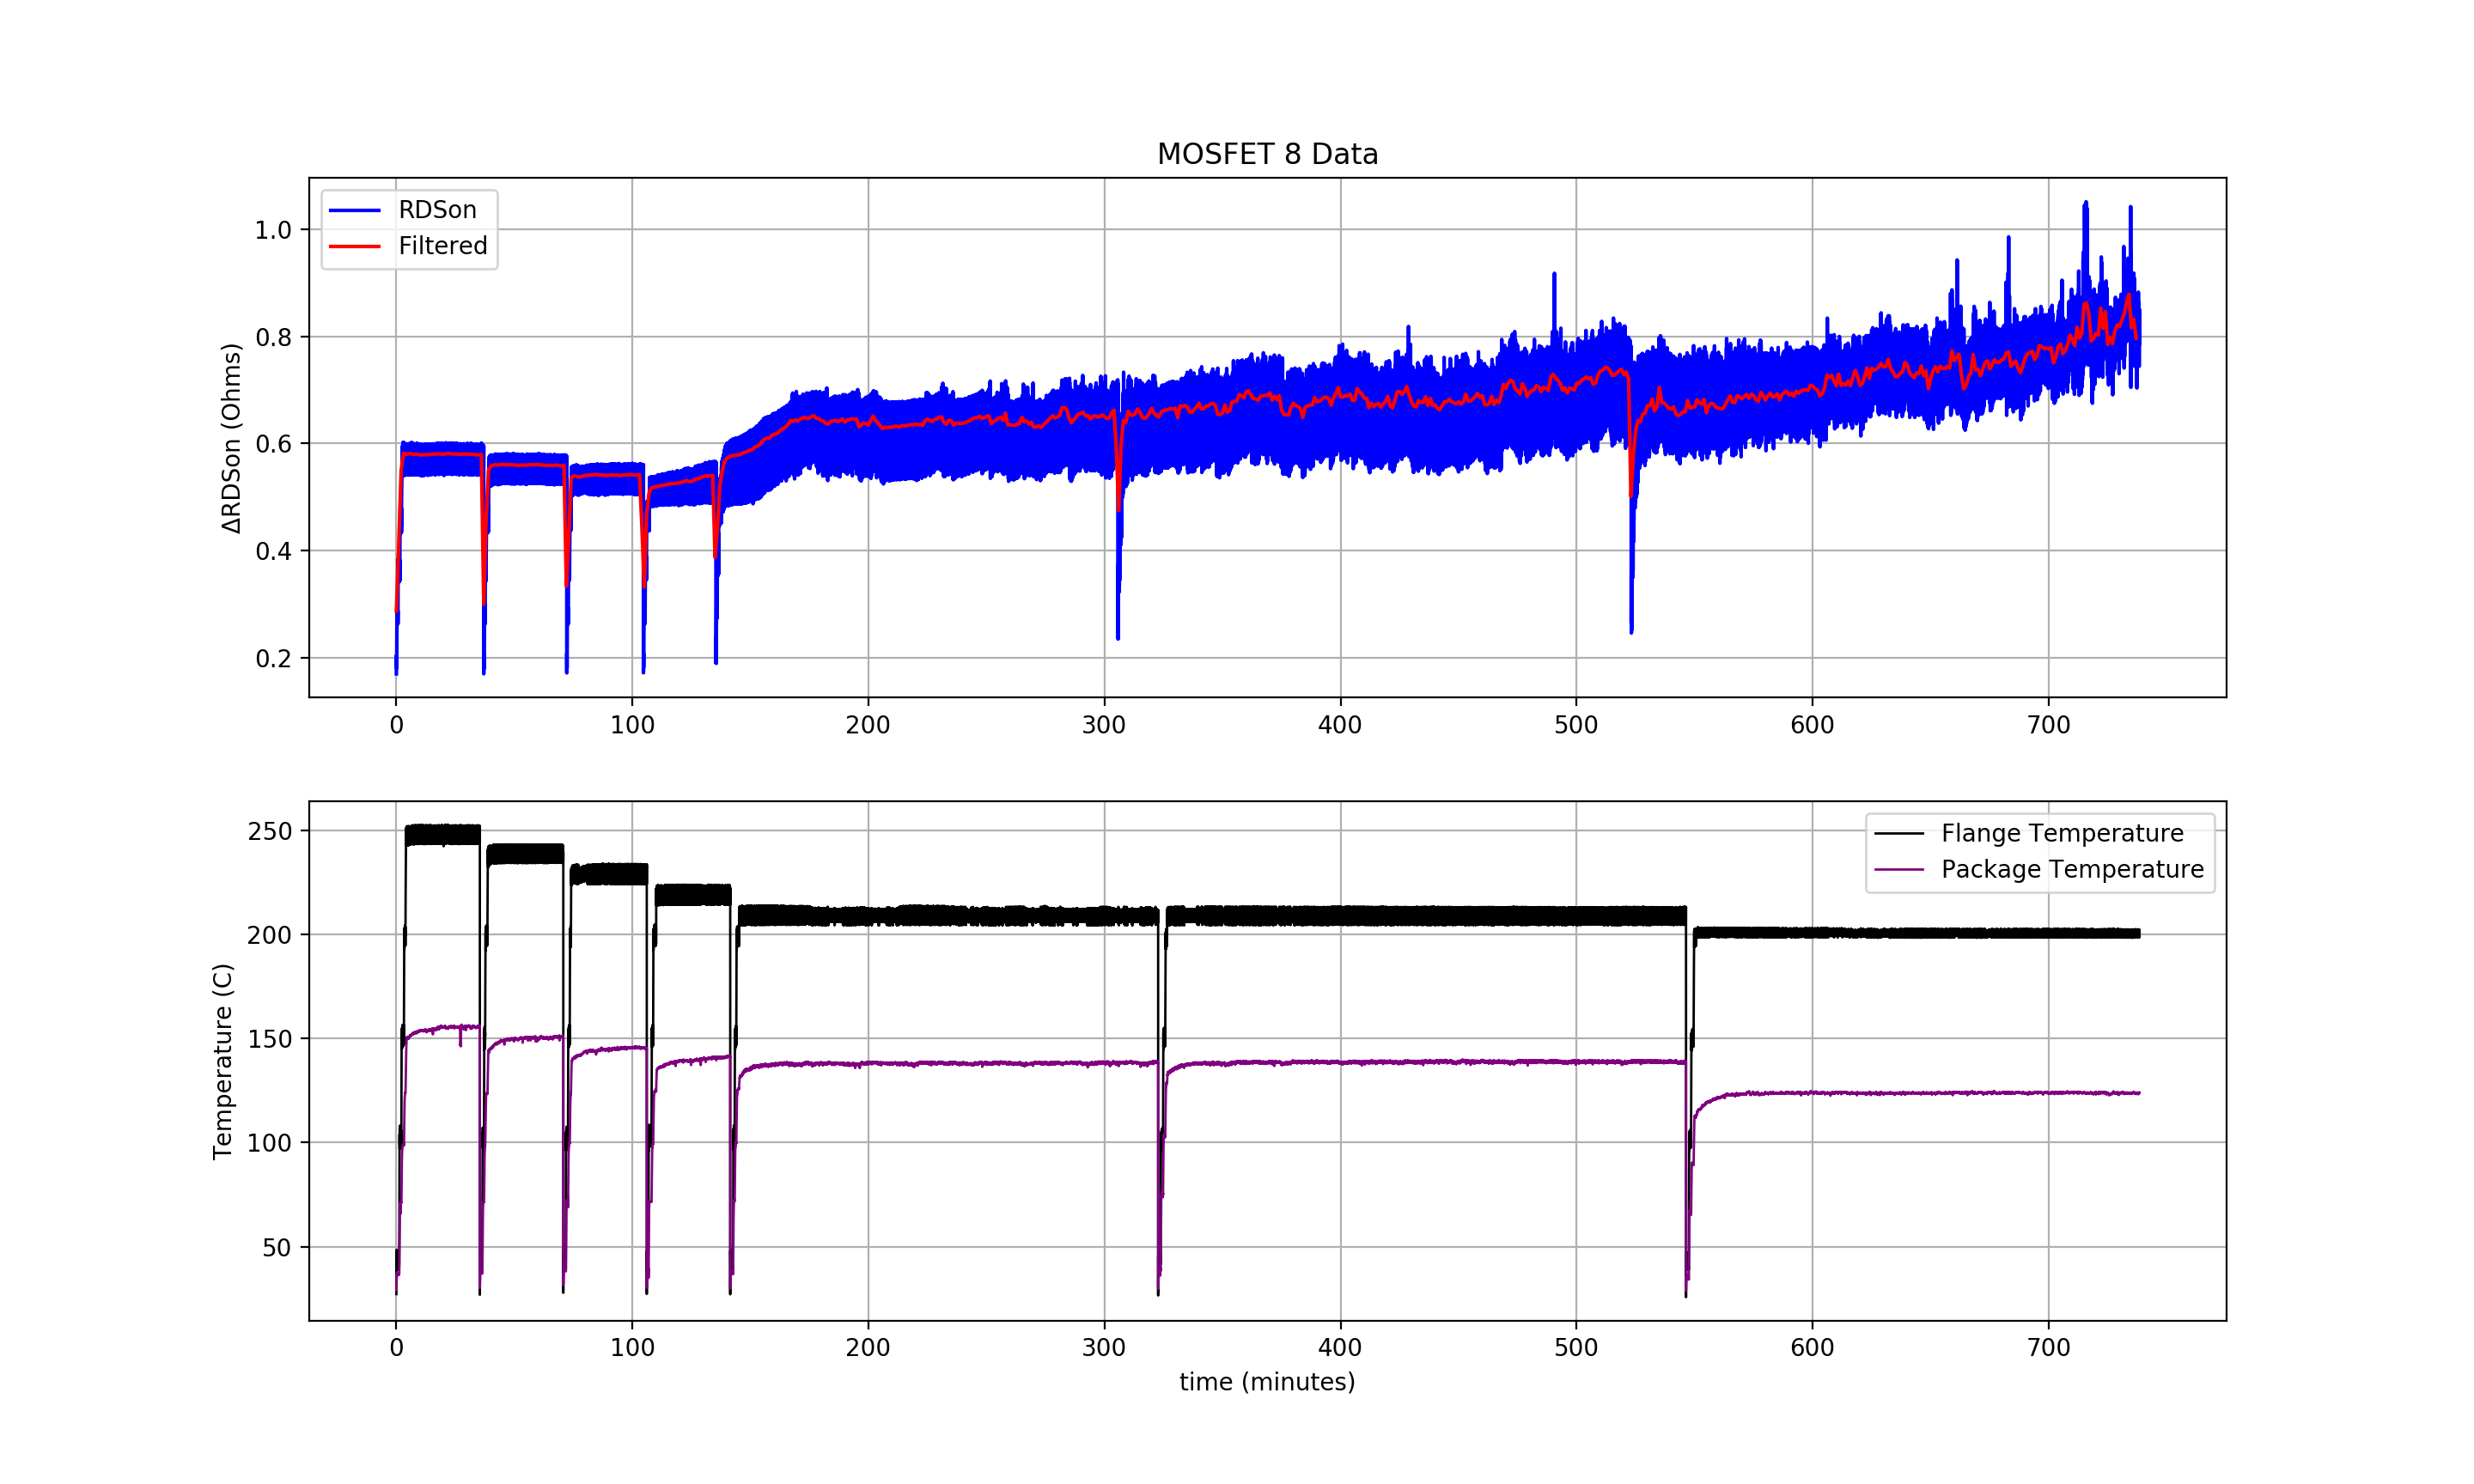 MOSFET 8 Data
RDSon
Filtered
ΔRDSon (Ohms)
1.0
0.8
0.6
0.4
0.2
0 100 200 300 400 500 600 700
Flange Temperature
Package Temperature
Temperature (C)
250
200
150
100
50
0 100 200 300 400 500 600 700
time (minutes)